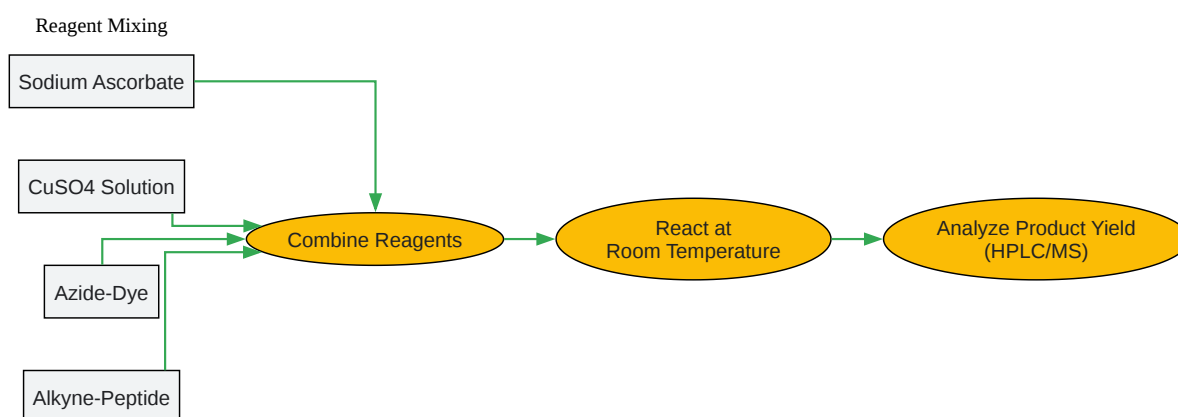 Reagent Mixing
Sodium Ascorbate
CuSO4 Solution
Azide-Dye
Alkyne-Peptide
Combine Reagents
React at
Room Temperature
Analyze Product Yield
(HPLC/MS)